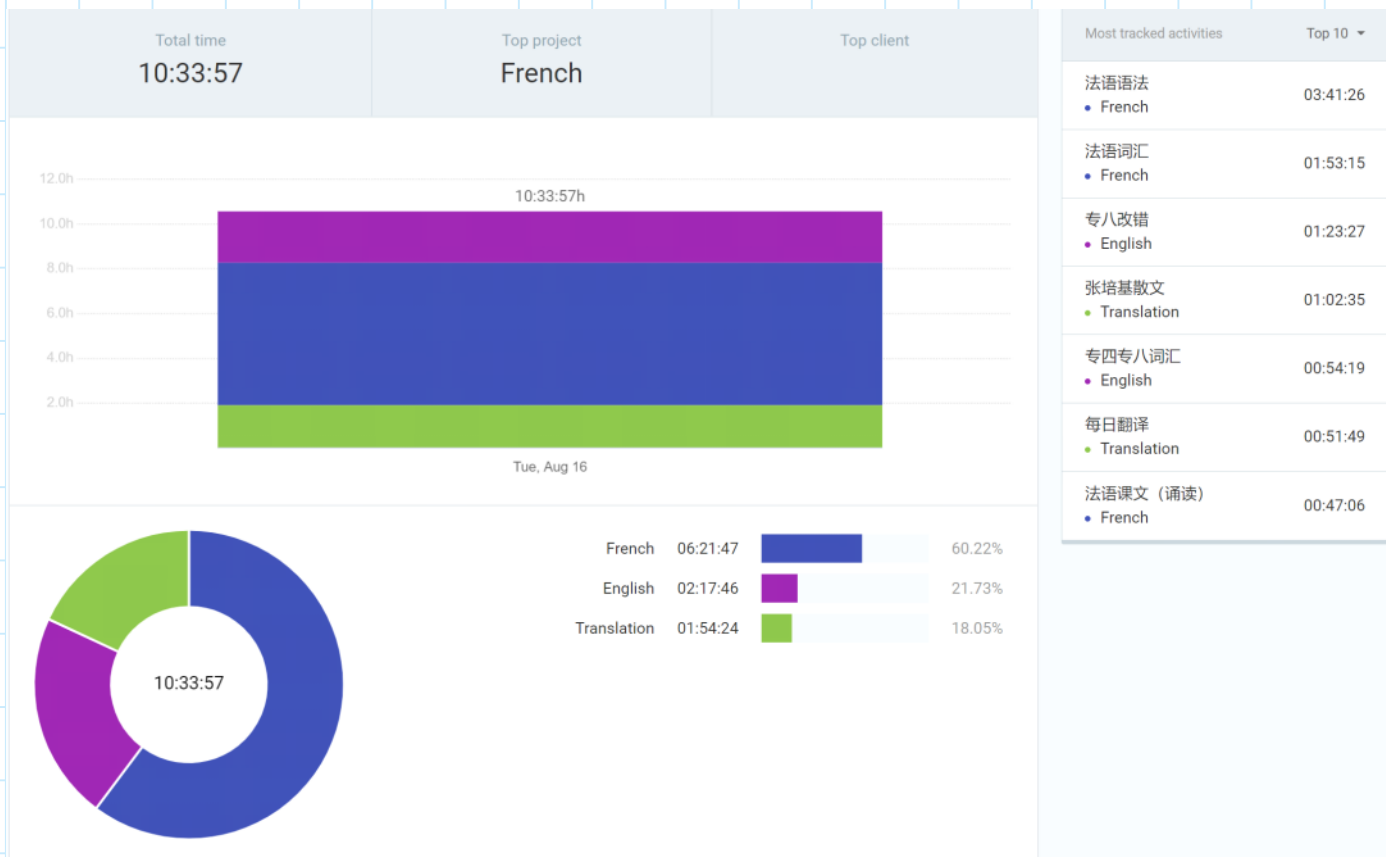 Total time
10:33:57
Top project
French
Top client
12.0h
10.0h
8.0h
6.0h
4.0h
2.0h
10:33:57h
Tue, Aug 16
10:33:57
French 06:21:47 60.22%
English 02:17:46 21.73%
Translation 01:54:24 18.05%
Most tracked activities Top 10
法语语法
French 03:41:26
法语词汇
French 01:53:15
专八改错
English 01:23:27
张培基散文
Translation 01:02:35
专四专八词汇
English 00:54:19
每日翻译
Translation 00:51:49
法语课文（诵读）
French 00:47:06